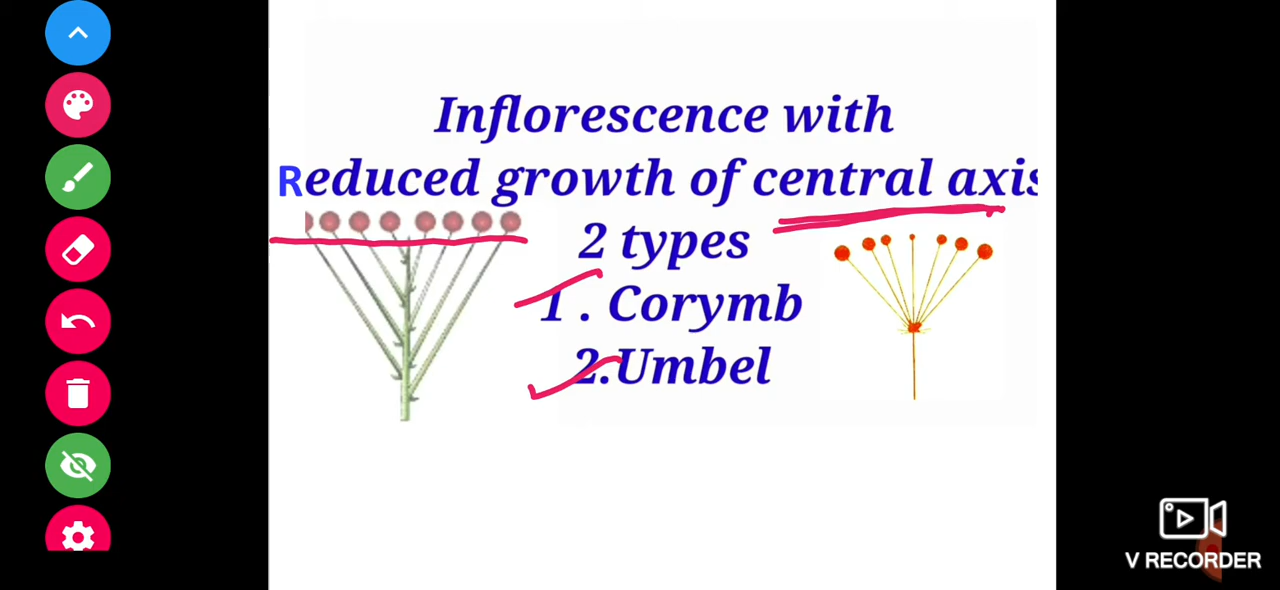 Inflorescence with
Reduced growth of central axis
2 types
1 . Corymb
2.Umbel
V RECORDER